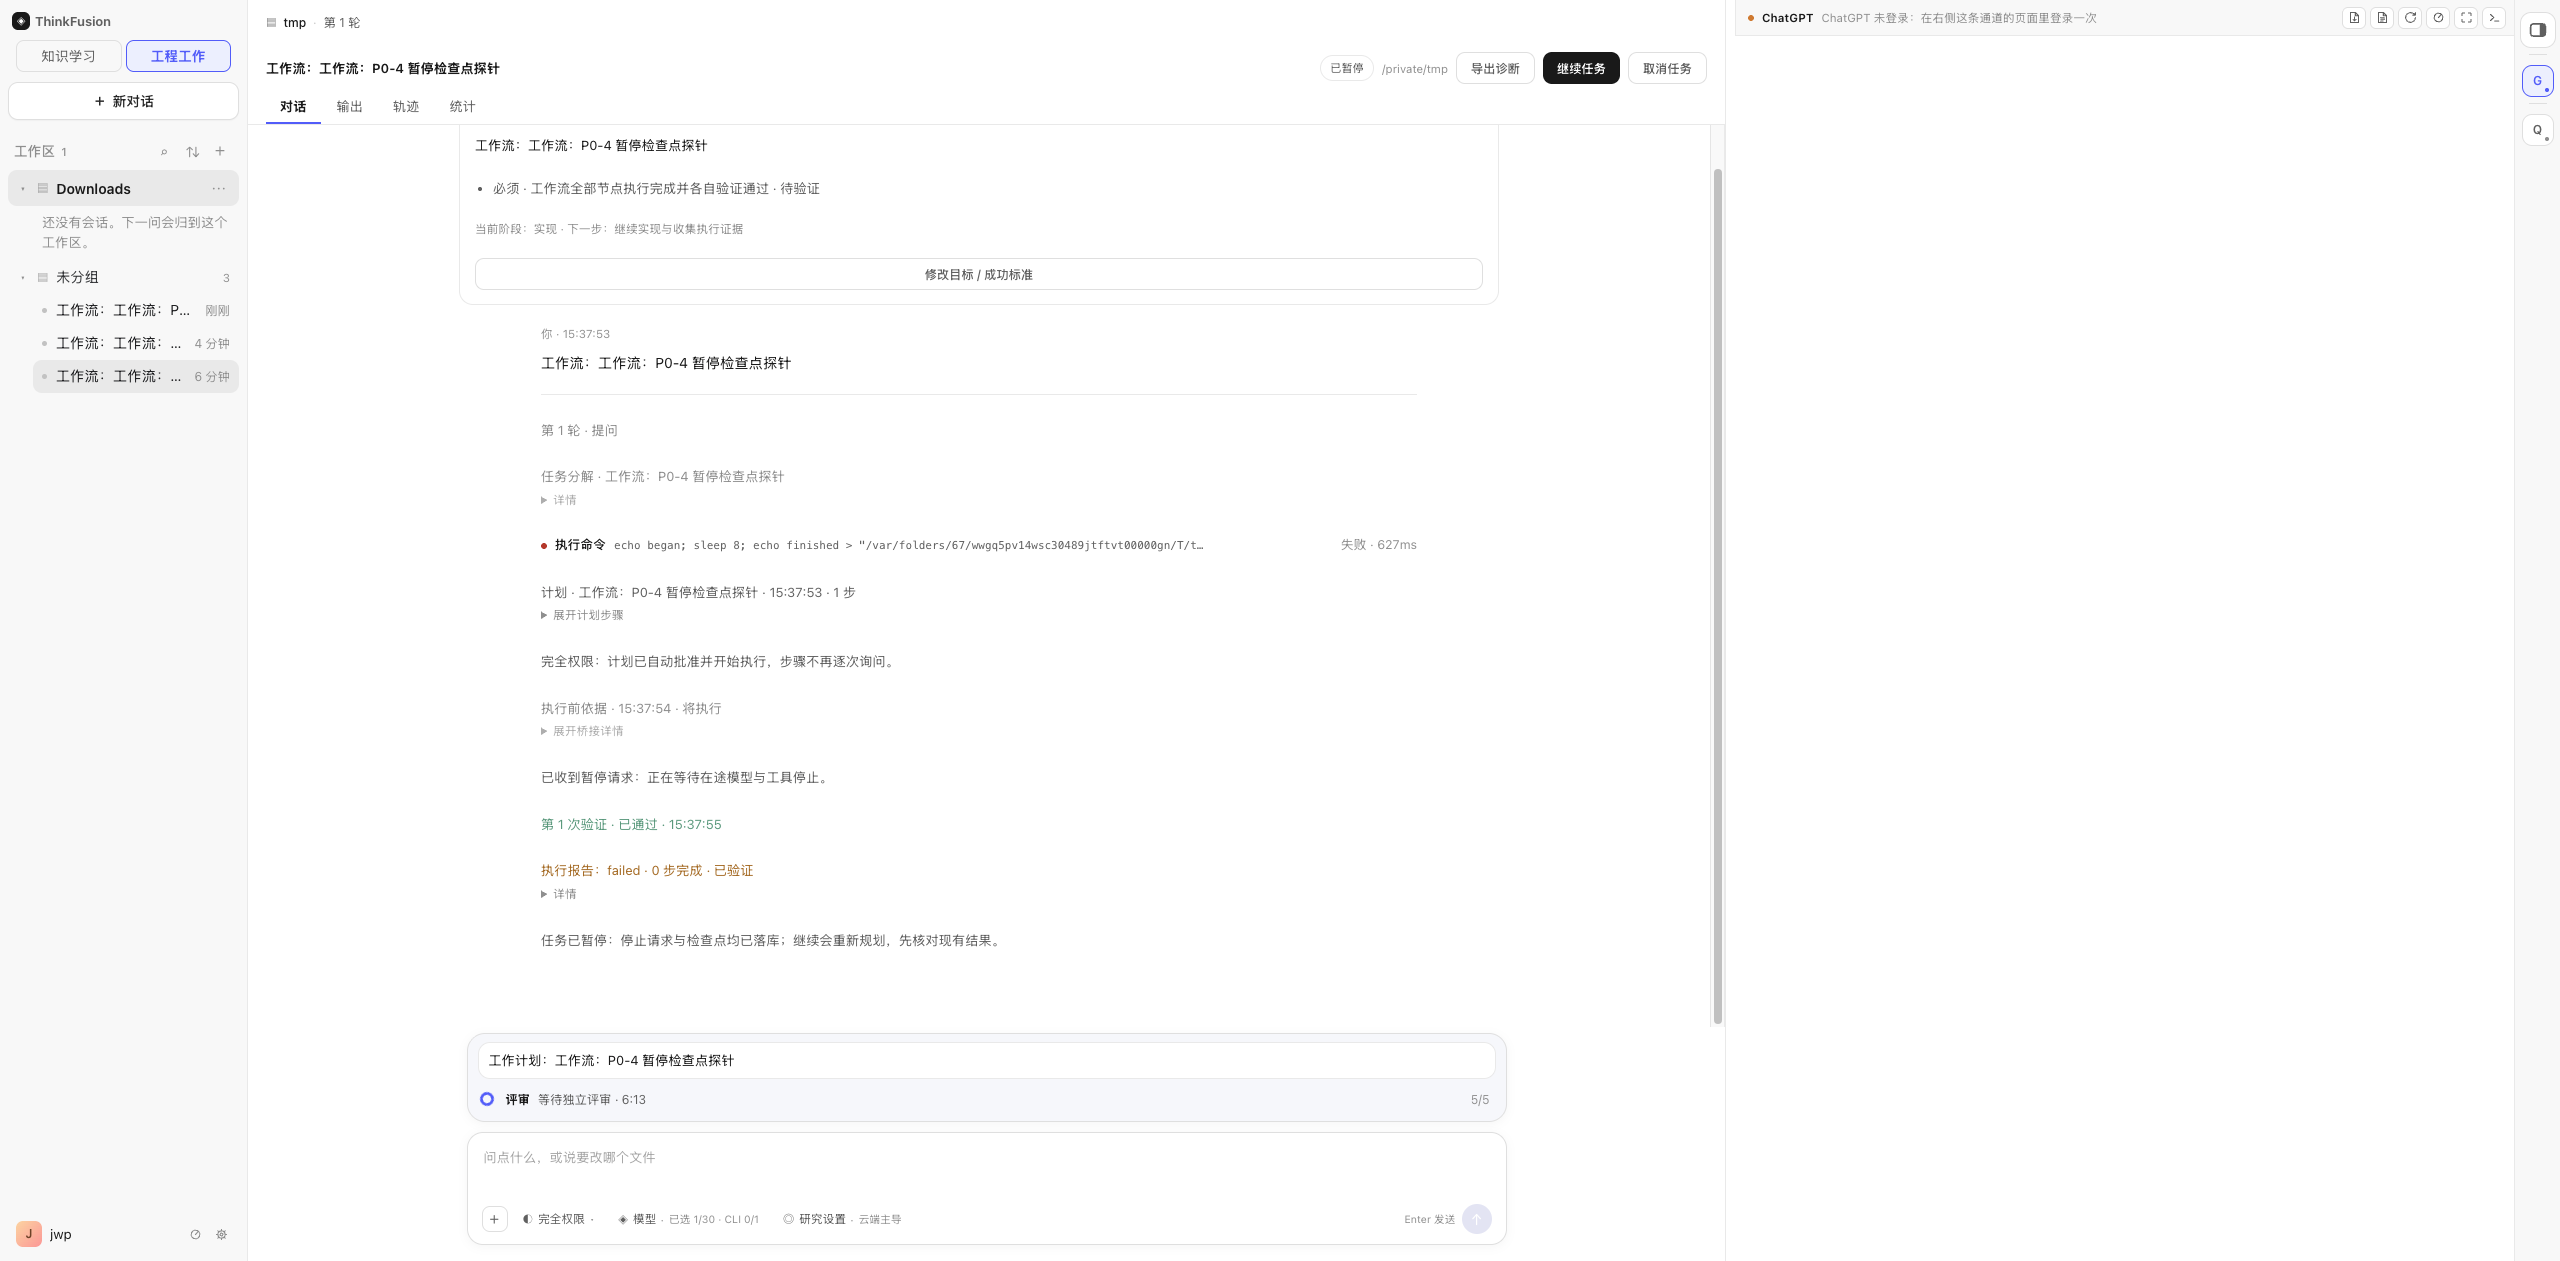 ThinkFusion
知识学习
工程工作
+ 新对话
工作区 1
Downloads
还没有会话。下一问会归到这个
工作区。
未分组 3
工作流：工作流：P... 刚刚
工作流：工作流：... 4 分钟
工作流：工作流：... 6 分钟
J jwp
tmp · 第 1 轮
工作流：工作流：P0-4 暂停检查点探针
已暂停 /private/tmp 导出诊断 继续任务 取消任务
对话 输出 轨迹 统计
工作流：工作流：P0-4 暂停检查点探针
• 必须 · 工作流全部节点执行完成并各自验证通过 · 待验证
当前阶段：实现 · 下一步：继续实现与收集执行证据
修改目标 / 成功标准
你 · 15:37:53
工作流：工作流：P0-4 暂停检查点探针
第 1 轮 · 提问
任务分解 · 工作流：P0-4 暂停检查点探针
▶ 详情
执行命令 echo began; sleep 8; echo finished > "/var/folders/67/wwgq5pv14wsc30489jtftvt00000gn/T/t… 失败 · 627ms
计划 · 工作流：P0-4 暂停检查点探针 · 15:37:53 · 1 步
▶ 展开计划步骤
完全权限：计划已自动批准并开始执行，步骤不再逐次询问。
执行前依据 · 15:37:54 · 将执行
▶ 展开桥接详情
已收到暂停请求：正在等待在途模型与工具停止。
第 1 次验证 · 已通过 · 15:37:55
执行报告：failed · 0 步完成 · 已验证
▶ 详情
任务已暂停：停止请求与检查点均已落库；继续会重新规划，先核对现有结果。
工作计划：工作流：P0-4 暂停检查点探针
评审 等待独立评审 · 6:13 5/5
问点什么，或说要改哪个文件
+ 完全权限 · 模型 · 已选 1/30 · CLI 0/1 研究设置 · 云端主导 Enter 发送
ChatGPT ChatGPT 未登录：在右侧这条通道的页面里登录一次
G
Q